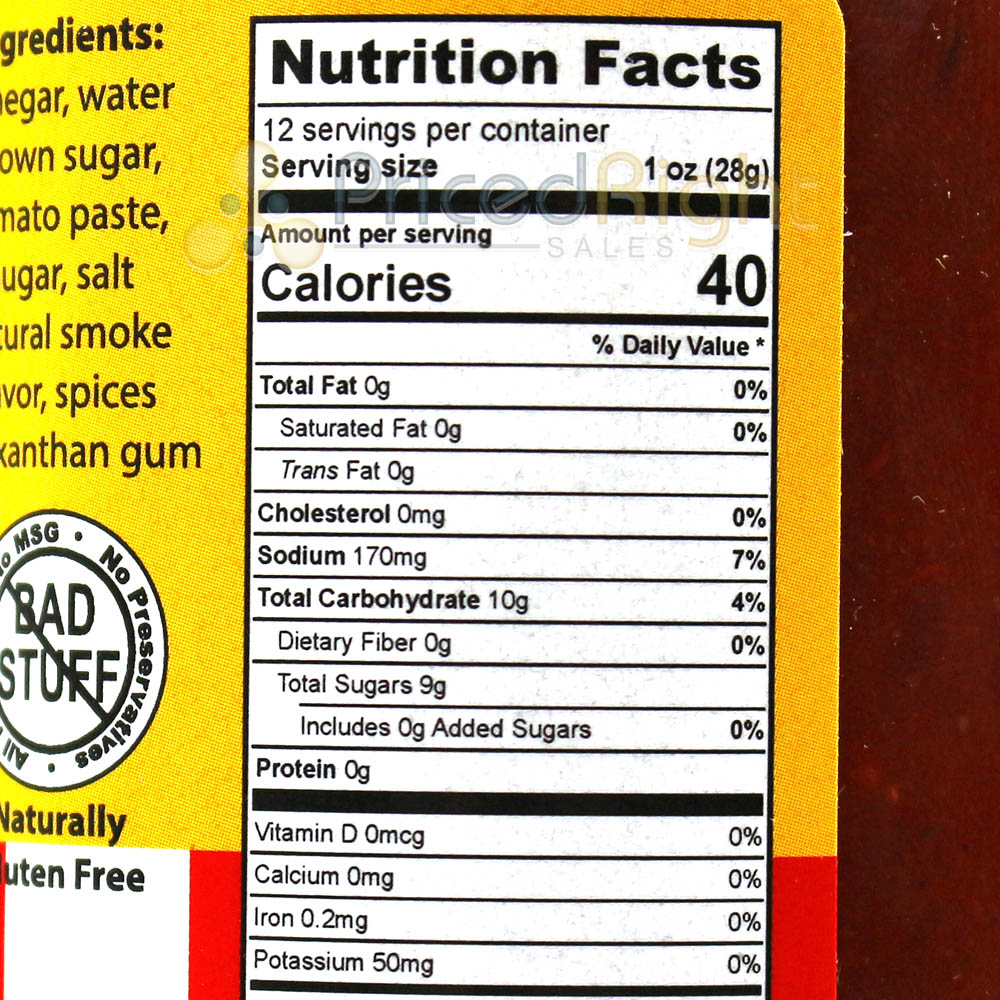 gredients:
egar, water
own sugar,
mato paste,
ugar, salt
tural smoke
vor, spices
xanthan gum
No MSG • No Preservatives • All
BAD
STUFF
Naturally
luten Free
Nutrition Facts
12 servings per container
Serving size 1 oz (28g)
PricedRight
SALES
Amount per serving
Calories 40
% Daily Value *
Total Fat 0g 0%
Saturated Fat 0g 0%
Trans Fat 0g
Cholesterol 0mg 0%
Sodium 170mg 7%
Total Carbohydrate 10g 4%
Dietary Fiber 0g 0%
Total Sugars 9g
Includes 0g Added Sugars 0%
Protein 0g
Vitamin D 0mcg 0%
Calcium 0mg 0%
Iron 0.2mg 0%
Potassium 50mg 0%